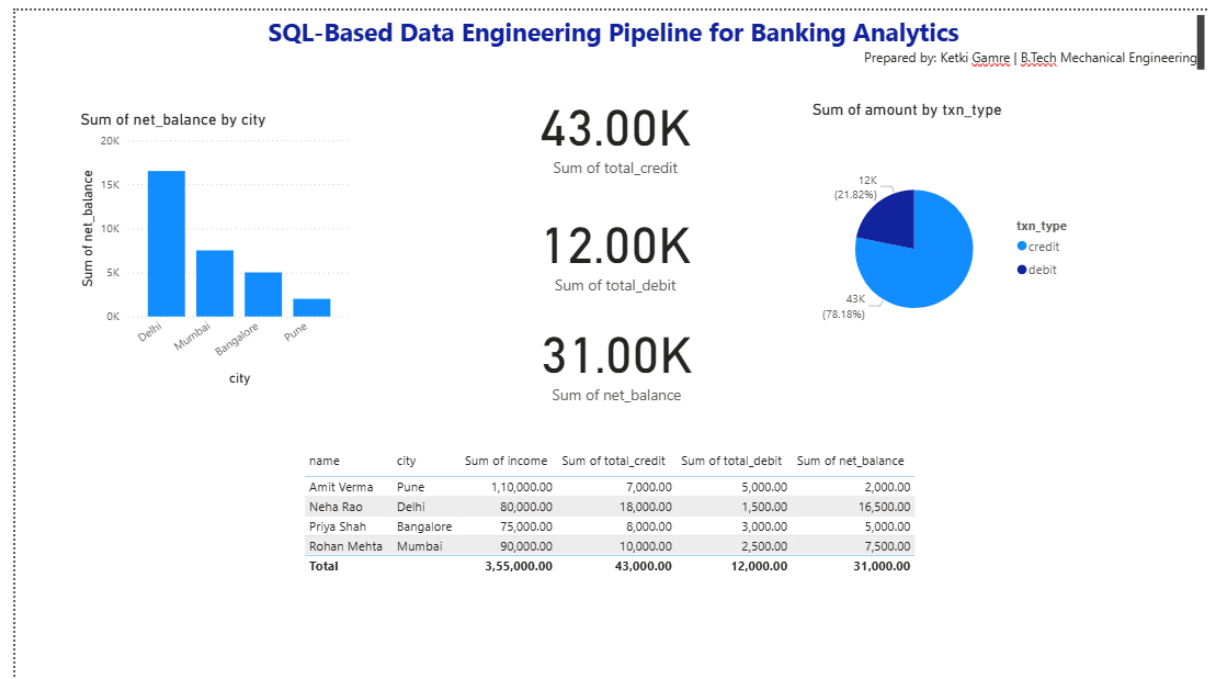 SQL-Based Data Engineering Pipeline for Banking Analytics
Prepared by: Ketki Gamre | B.Tech Mechanical Engineering
Sum of net_balance by city
20K
15K
10K
5K
0K
Sum of net_balance
Delhi
Mumbai
Bangalore
Pune
city
43.00K
Sum of total_credit
12.00K
Sum of total_debit
31.00K
Sum of net_balance
Sum of amount by txn_type
12K
(21.82%)
43K
(78.18%)
txn_type
credit
debit
name city Sum of income Sum of total_credit Sum of total_debit Sum of net_balance
Amit Verma Pune 1,10,000.00 7,000.00 5,000.00 2,000.00
Neha Rao Delhi 80,000.00 18,000.00 1,500.00 16,500.00
Priya Shah Bangalore 75,000.00 8,000.00 3,000.00 5,000.00
Rohan Mehta Mumbai 90,000.00 10,000.00 2,500.00 7,500.00
Total 3,55,000.00 43,000.00 12,000.00 31,000.00